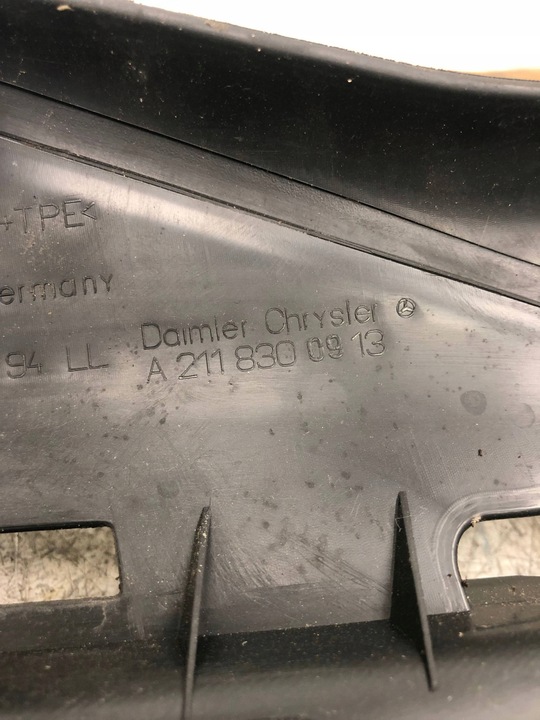 +TPE<
ermany
Daimler Chrysler
94 LL A 211 830 09 13